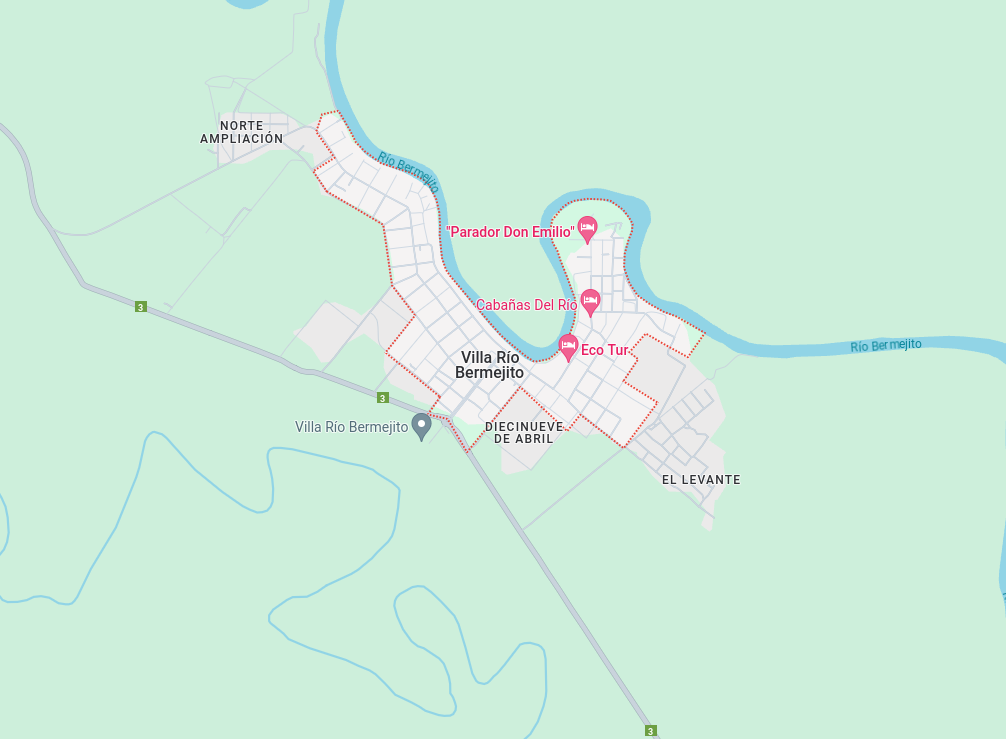 NORTE
AMPLIACIÓN
Río Bermejito
"Parador Don Emilio"
Cabañas Del Río
3
Eco Tur
Río Bermejito
Villa Río
Bermejito
3
Villa Río Bermejito
DIECINUEVE
DE ABRIL
EL LEVANTE
3